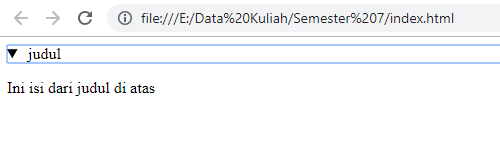 file:///E:/Data%20Kuliah/Semester%207/index.html
judul
Ini isi dari judul di atas